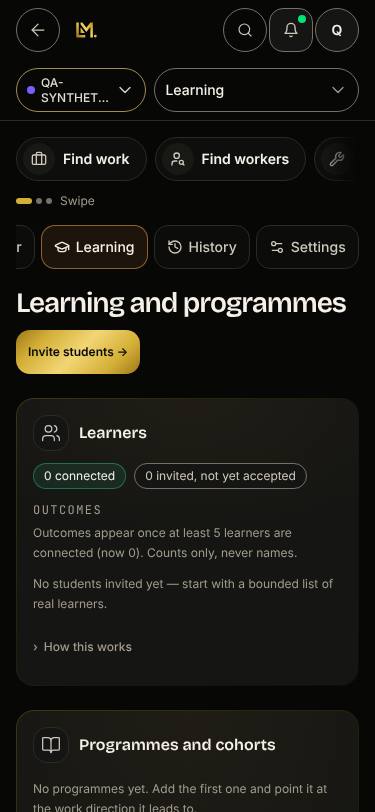 LM.
Q
QA-
SYNTHET...
Learning
Find work
Find workers
Swipe
r
Learning
History
Settings
Learning and programmes
Invite students →
Learners
0 connected
0 invited, not yet accepted
OUTCOMES
Outcomes appear once at least 5 learners are
connected (now 0). Counts only, never names.
No students invited yet — start with a bounded list of
real learners.
› How this works
Programmes and cohorts
No programmes yet. Add the first one and point it at
the work direction it leads to.